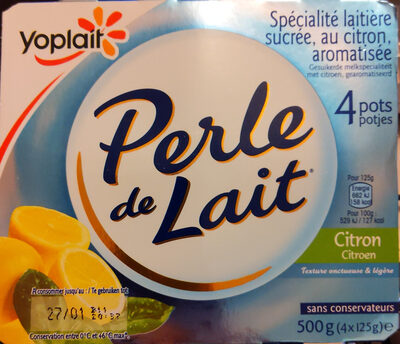 yoplait
Spécialité laitière
sucrée, au citron,
aromatisée
Gesuikerde melkspecialiteit
met citroen, gearomatiseerd
4 pots
potjes
Perle
de Lait
Pour 125g
Energie
682 kJ
158 kcal
Pour 100g
529 kJ / 127 kcal
Citron
Citroen
Texture onctueuse & légère
A consommer jusqu'au : / Te gebruiken tot
27/01
sans conservateurs
500g (4x125g) e